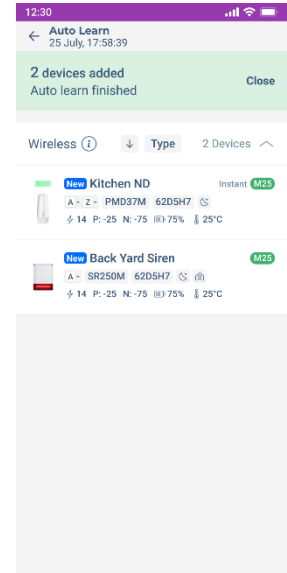 12:30
Auto Learn
25 July, 17:58:39
2 devices added
Auto learn finished
Close
Wireless i ↓ Type 2 Devices
New Kitchen ND Instant M25
A - Z - PMD37M 62D5H7
14 P: -25 N: -75 75% 25°C
New Back Yard Siren M25
A - SR250M 62D5H7
14 P: -25 N: -75 75% 25°C